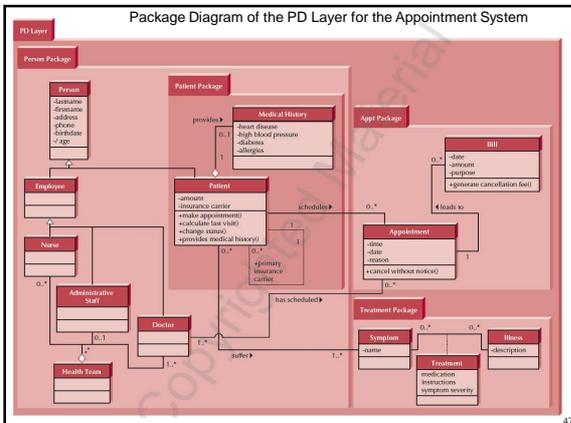 Package Diagram of the PD Layer for the Appointment System
PD Layer
Person Package
Person
-lastname
-firstname
-address
-phone
-birthdate
-/ age
Employee
Nurse
0..*
Administrative
Staff
0..1
Doctor
*..*
1..*
Health Team
Patient Package
provides
0..1
1
Medical History
-heart disease
-high blood pressure
-diabetes
-allergies
Patient
-amount
-insurance carrier
+make appointment()
+calculate last visit()
+change status()
+provides medical history()
0..*
0..*
1
1
+primary
insurance
carrier
schedules
0..*
has scheduled
1..*
suffer
1..*
Appt Package
Bill
-date
-amount
-purpose
+generate cancellation fee()
0..*
leads to
1
Appointment
-time
-date
-reason
+cancel without notice()
0..*
Treatment Package
Symptom
-name
0..*
0..*
Illness
-description
Treatment
medication
instructions
symptom severity
Copyrighted Material
47